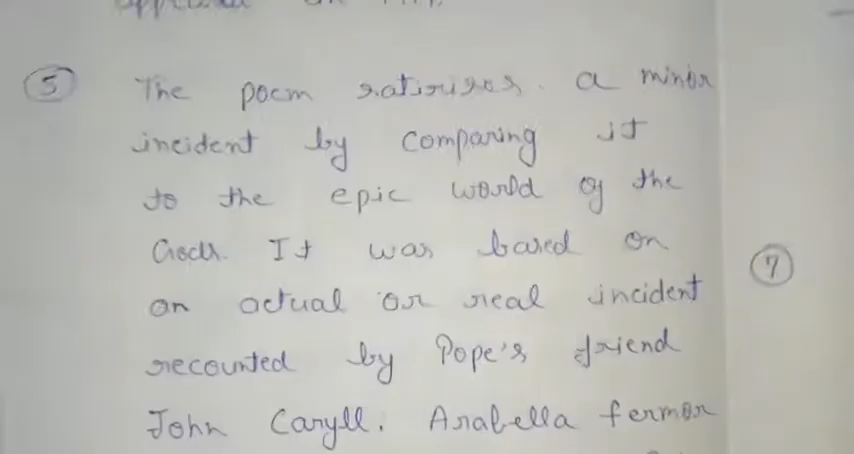 5 The poem satirises a minor
incident by comparing it
to the epic world of the
Gods. It was based on
7
an actual or real incident
recounted by Pope's friend
John Caryll. Arabella fermor